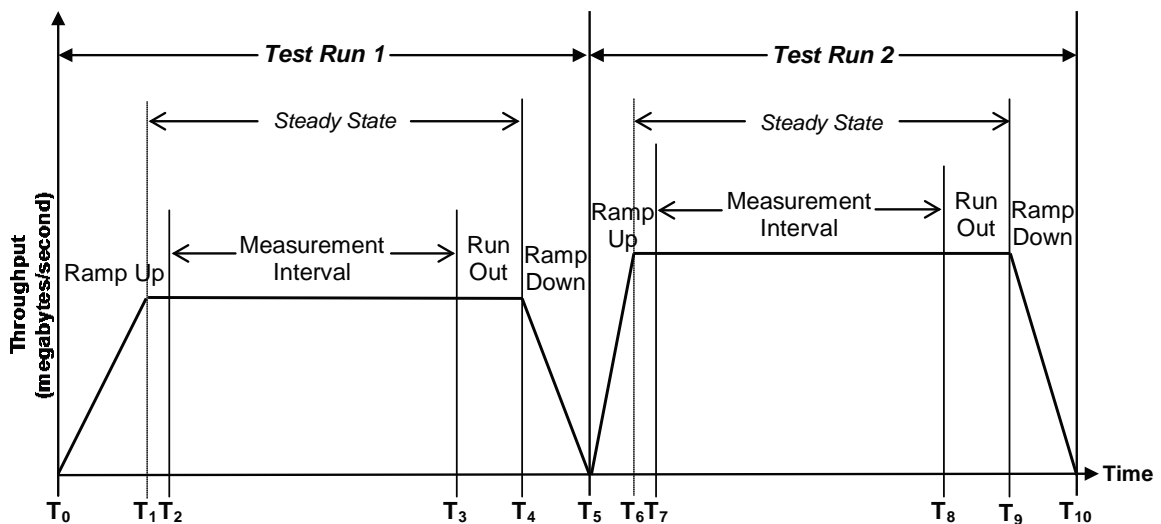 Test Run 1
Test Run 2
Steady State
Steady State
Measurement
Interval
Run
Out
Ramp Up
Ramp
Down
Ramp
Up
Measurement
Interval
Run
Out
Ramp
Down
Throughput
(megabytes/second)
Time
T0 T1 T2 T3 T4 T5 T6 T7 T8 T9 T10